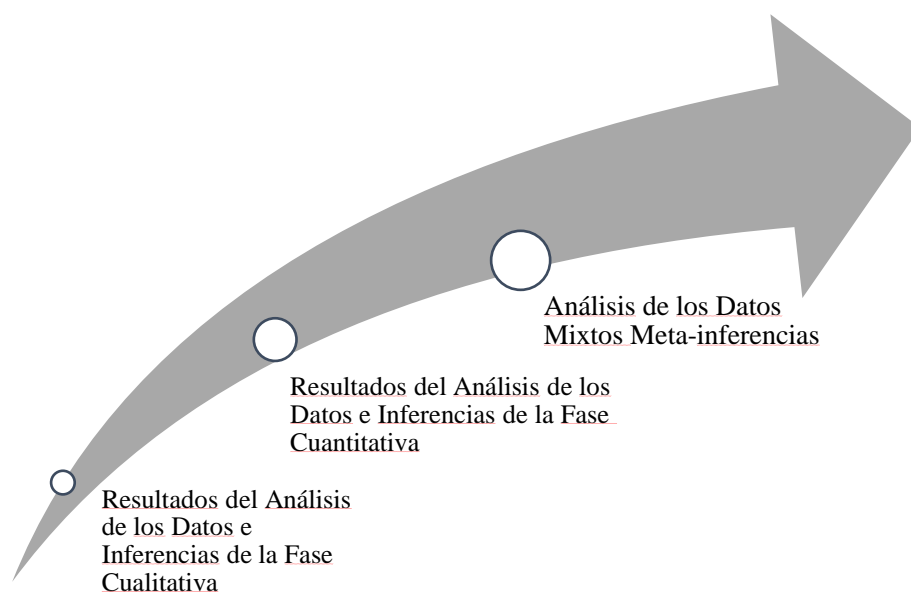 Análisis de los Datos
Mixtos Meta-inferencias
Resultados del Análisis de los
Datos e Inferencias de la Fase
Cuantitativa
Resultados del Análisis
de los Datos e
Inferencias de la Fase
Cualitativa